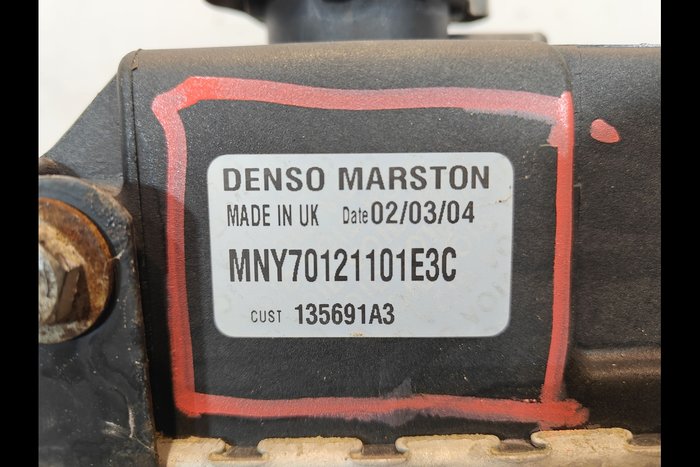 DENSO MARSTON
MADE IN UK Date 02/03/04
MNY70121101E3C
CUST 135691A3